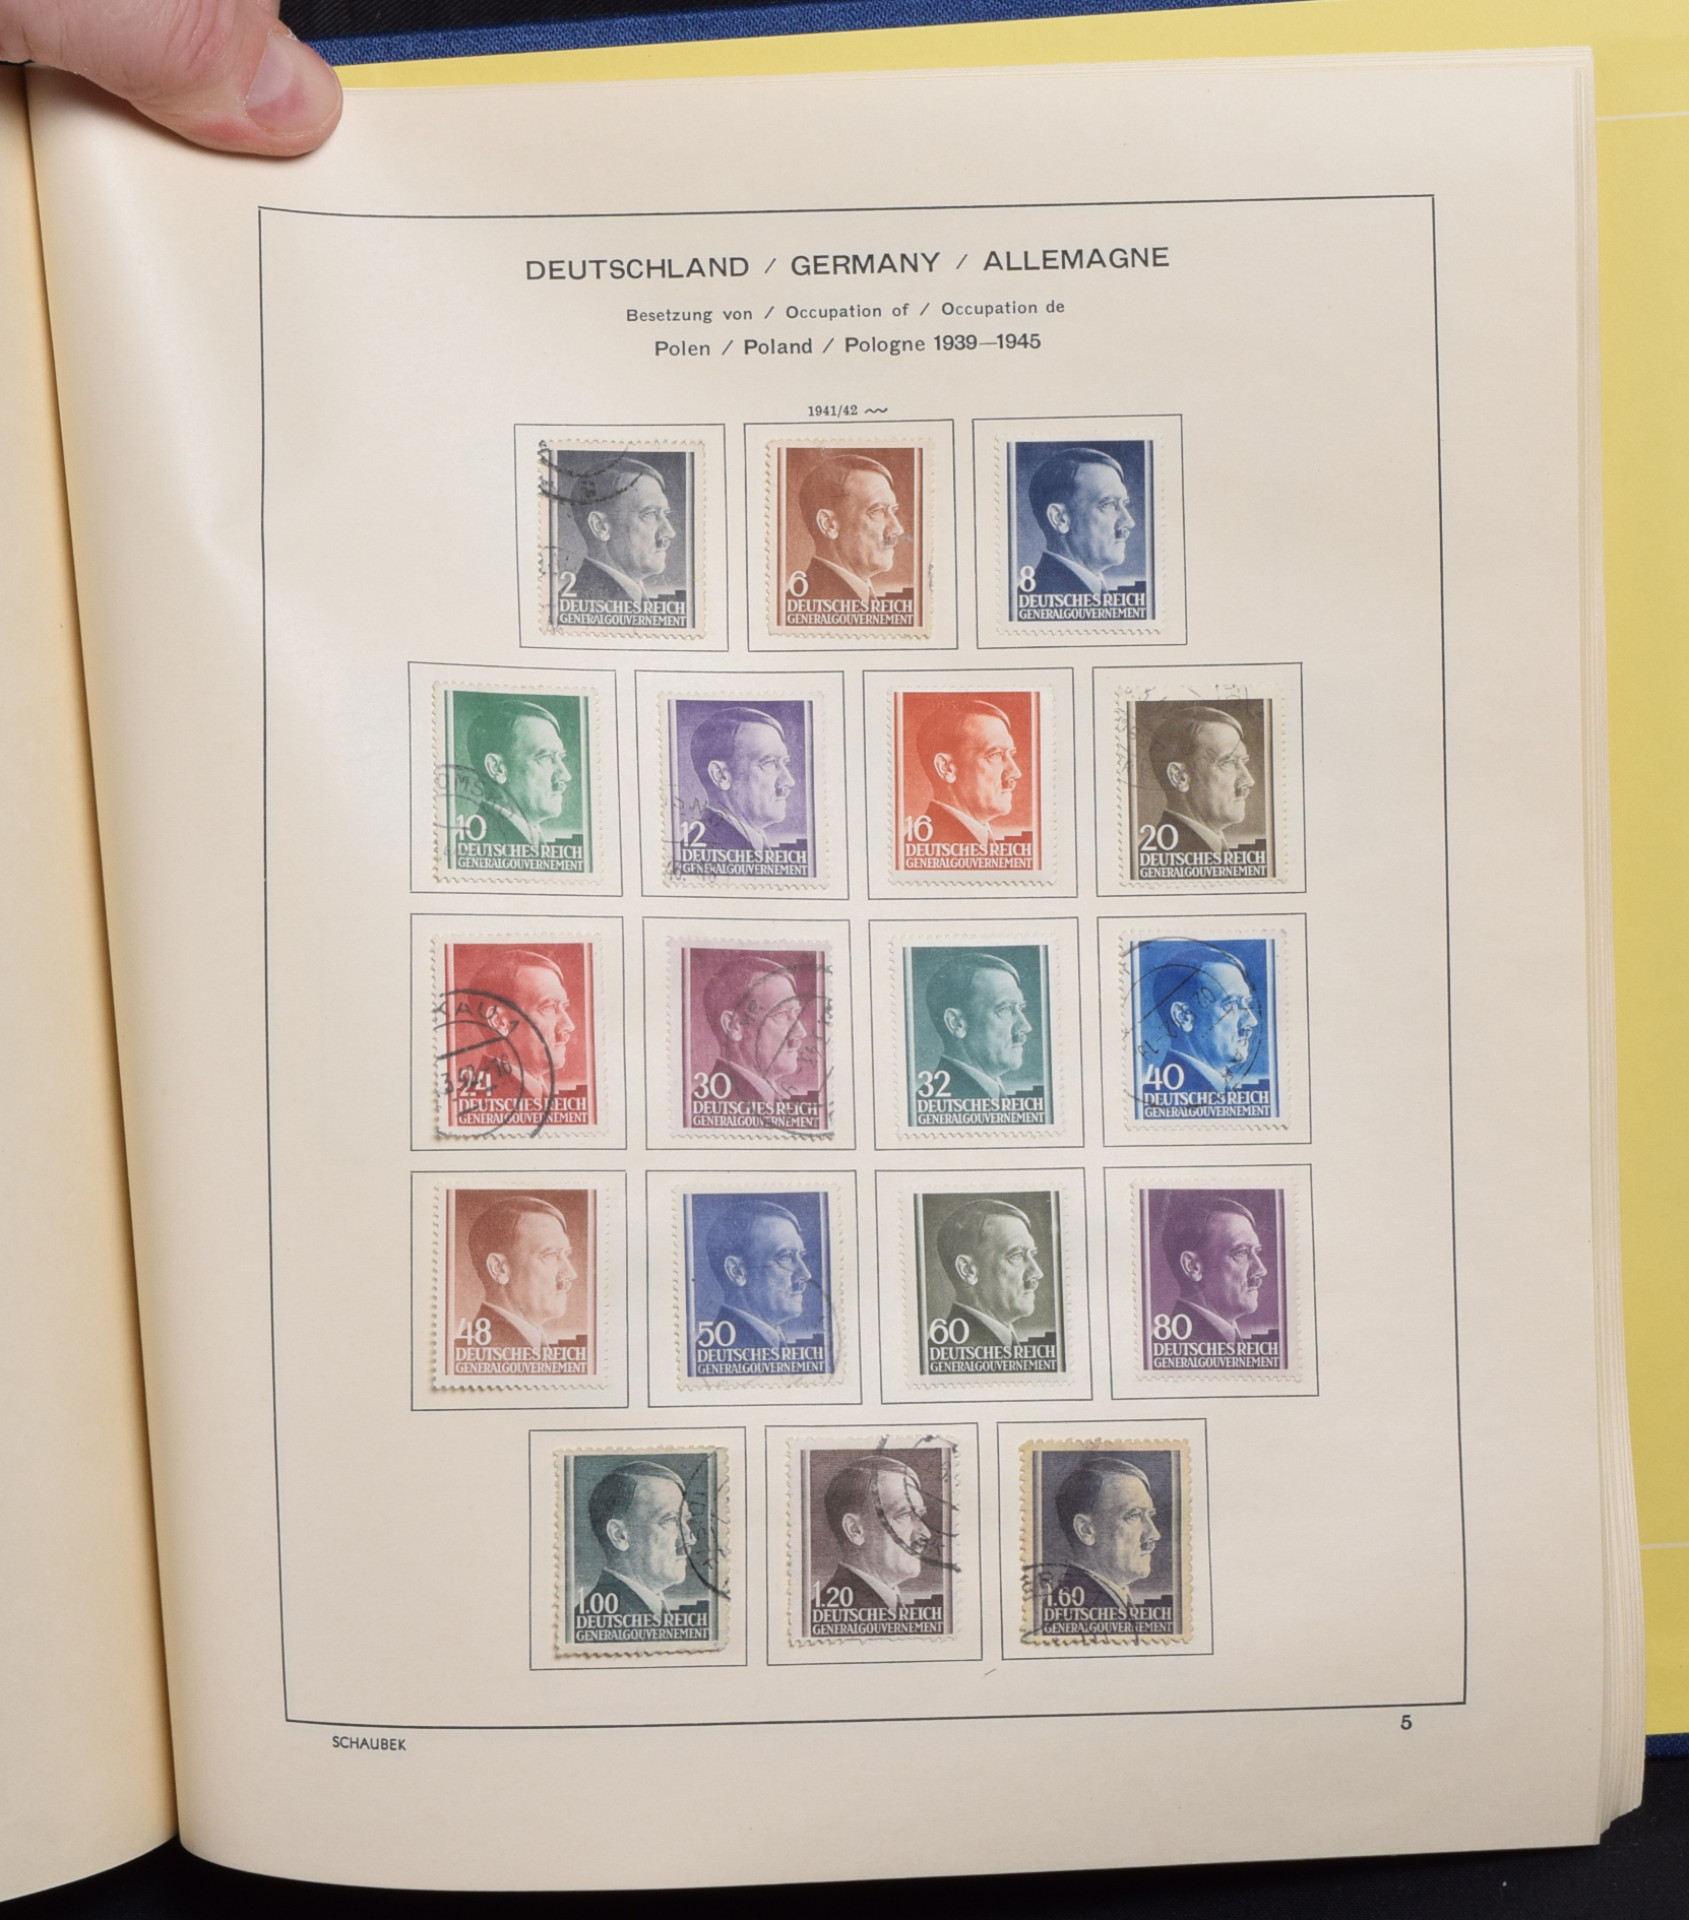 DEUTSCHLAND / GERMANY / ALLEMAGNE
Besetzung von / Occupation of / Occupation de
Polen / Poland / Pologne 1939—1945
1941/42
2
DEUTSCHES REICH
GENERALGOUVERNEMENT
6
DEUTSCHES REICH
GENERALGOUVERNEMENT
8
DEUTSCHES REICH
GENERALGOUVERNEMENT
10
DEUTSCHES REICH
GENERALGOUVERNEMENT
12
DEUTSCHES REICH
GENERALGOUVERNEMENT
16
DEUTSCHES REICH
GENERALGOUVERNEMENT
20
DEUTSCHES REICH
GENERALGOUVERNEMENT
24
DEUTSCHES REICH
GENERALGOUVERNEMENT
30
DEUTSCHES REICH
GENERALGOUVERNEMENT
32
DEUTSCHES REICH
GENERALGOUVERNEMENT
40
DEUTSCHES REICH
GENERALGOUVERNEMENT
48
DEUTSCHES REICH
GENERALGOUVERNEMENT
50
DEUTSCHES REICH
GENERALGOUVERNEMENT
60
DEUTSCHES REICH
GENERALGOUVERNEMENT
80
DEUTSCHES REICH
GENERALGOUVERNEMENT
1.00
DEUTSCHES REICH
GENERALGOUVERNEMENT
1.20
DEUTSCHES REICH
GENERALGOUVERNEMENT
1.60
DEUTSCHES REICH
GENERALGOUVERNEMENT
SCHAUBEK
5